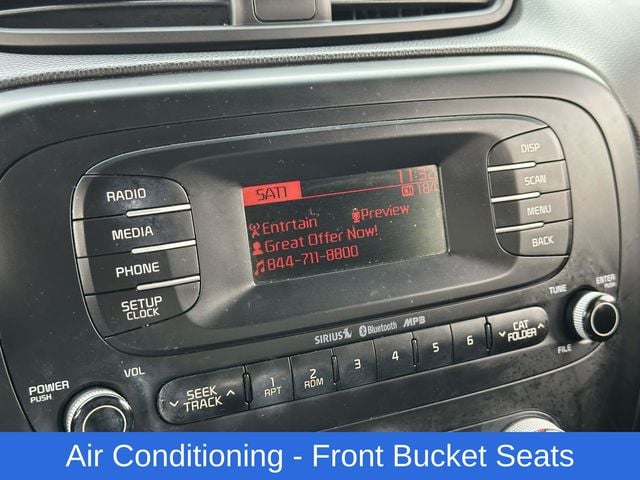 RADIO
MEDIA
PHONE
SETUP
CLOCK
SAT1
11:32
CH 184
Entrtain
Preview
Great Offer Now!
844-711-8800
DISP
SCAN
MENU
BACK
SIRIUS
Bluetooth
MP3
TUNE
ENTER
PUSH
FILE
POWER
PUSH
VOL
SEEK
TRACK
1
RPT
2
RDM
3
4
5
6
CAT
FOLDER
Air Conditioning - Front Bucket Seats